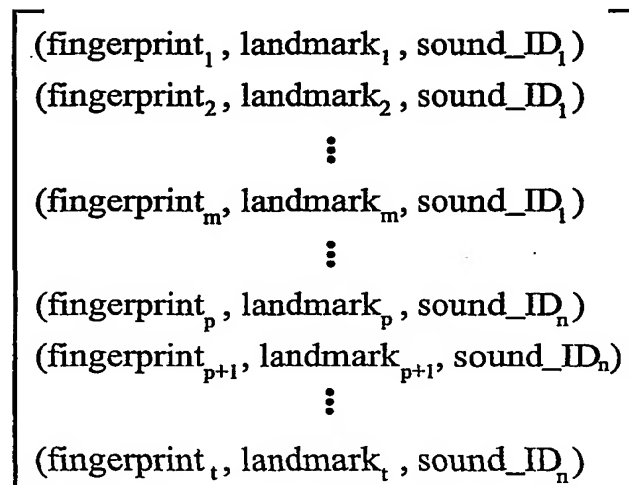 (fingerprint₁, landmark₁, sound_ID₁)
(fingerprint₂, landmark₂, sound_ID₁)
⋮
(fingerprintₘ, landmarkₘ, sound_ID₁)
⋮
(fingerprintₚ, landmarkₚ, sound_IDₙ)
(fingerprintₚ₊₁, landmarkₚ₊₁, sound_IDₙ)
⋮
(fingerprintₜ, landmarkₜ, sound_IDₙ)